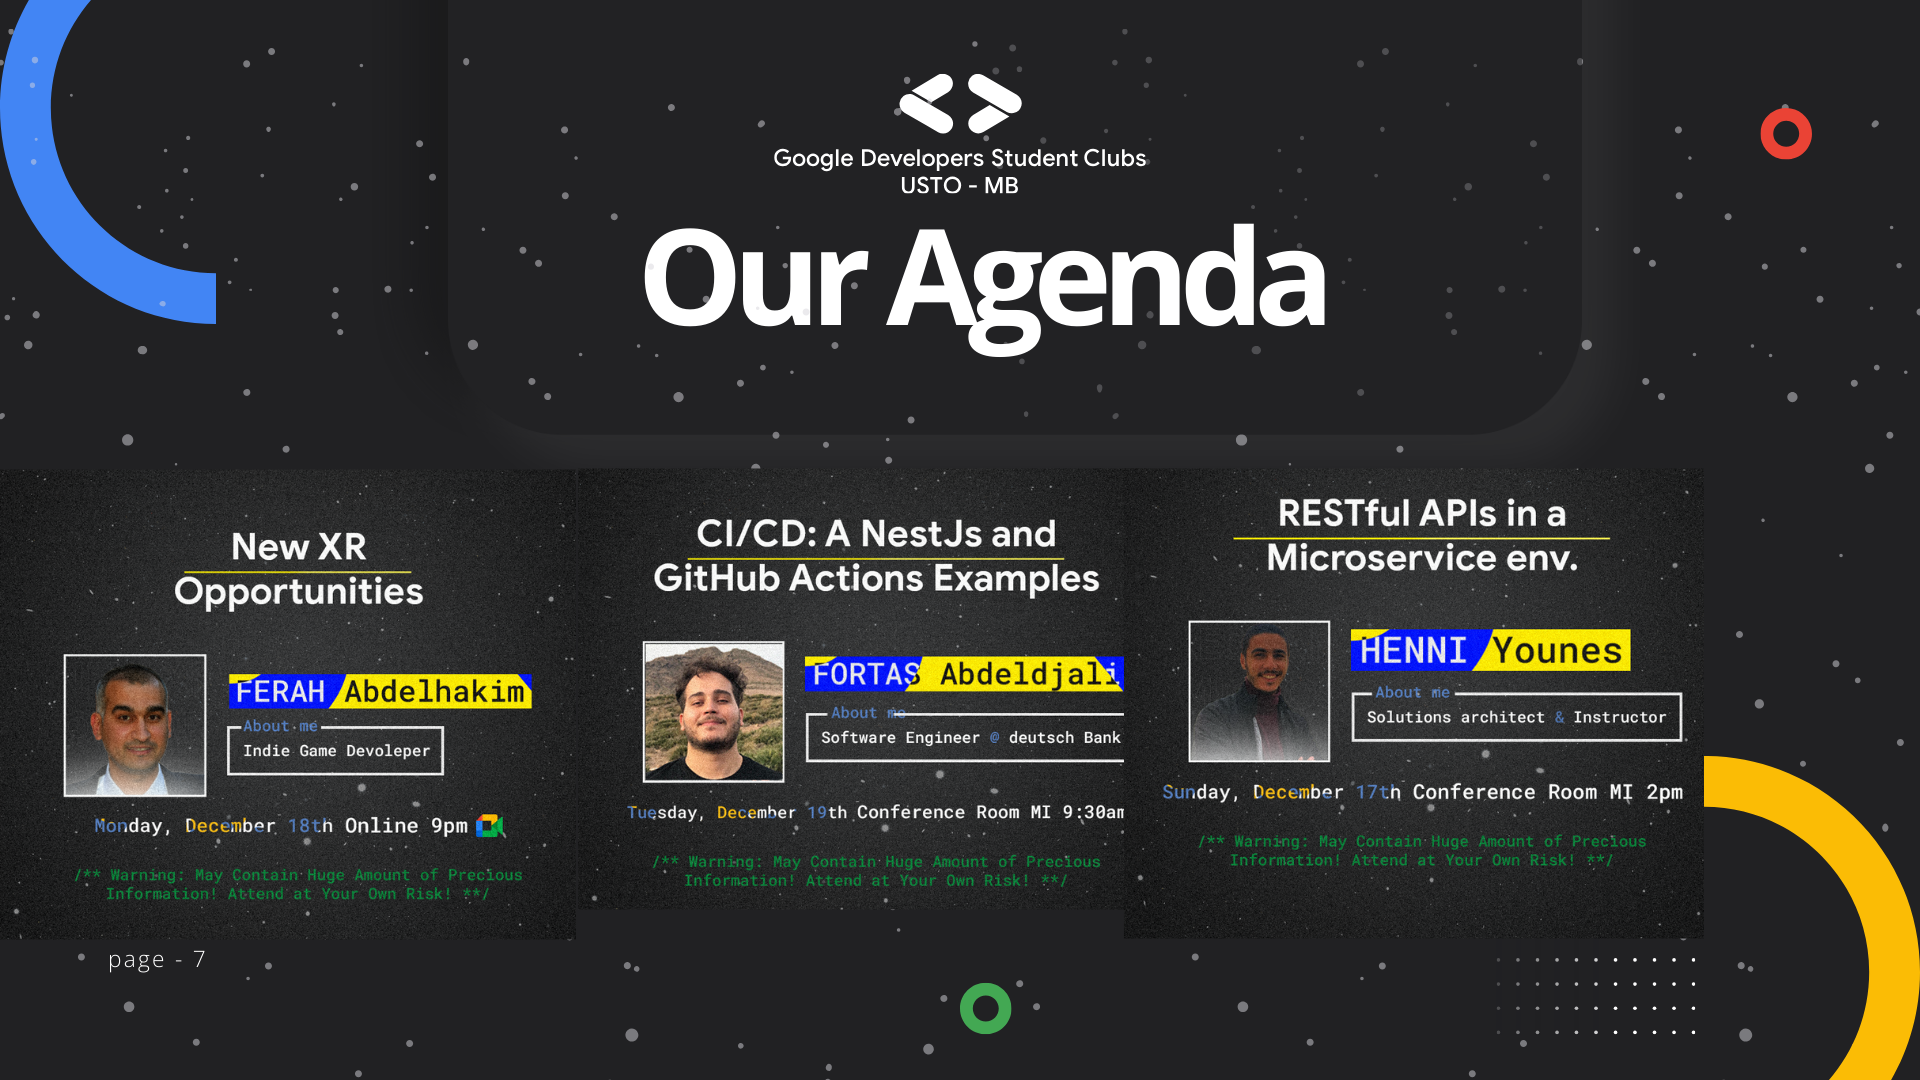 Google Developers Student Clubs
USTO - MB
Our Agenda
New XR
Opportunities
FERAH Abdelhakim
About me
Indie Game Devoleper
Monday, December 18th Online 9pm
/** Warning: May Contain Huge Amount of Precious
Information! Attend at Your Own Risk! **/
CI/CD: A NestJs and
GitHub Actions Examples
FORTAS Abdeldjali
About me
Software Engineer @ deutsch Bank
Tuesday, December 19th Conference Room MI 9:30am
/** Warning: May Contain Huge Amount of Precious
Information! Attend at Your Own Risk! **/
RESTful APIs in a
Microservice env.
HENNI Younes
About me
Solutions architect & Instructor
Sunday, December 17th Conference Room MI 2pm
/** Warning: May Contain Huge Amount of Precious
Information! Attend at Your Own Risk! **/
page - 7